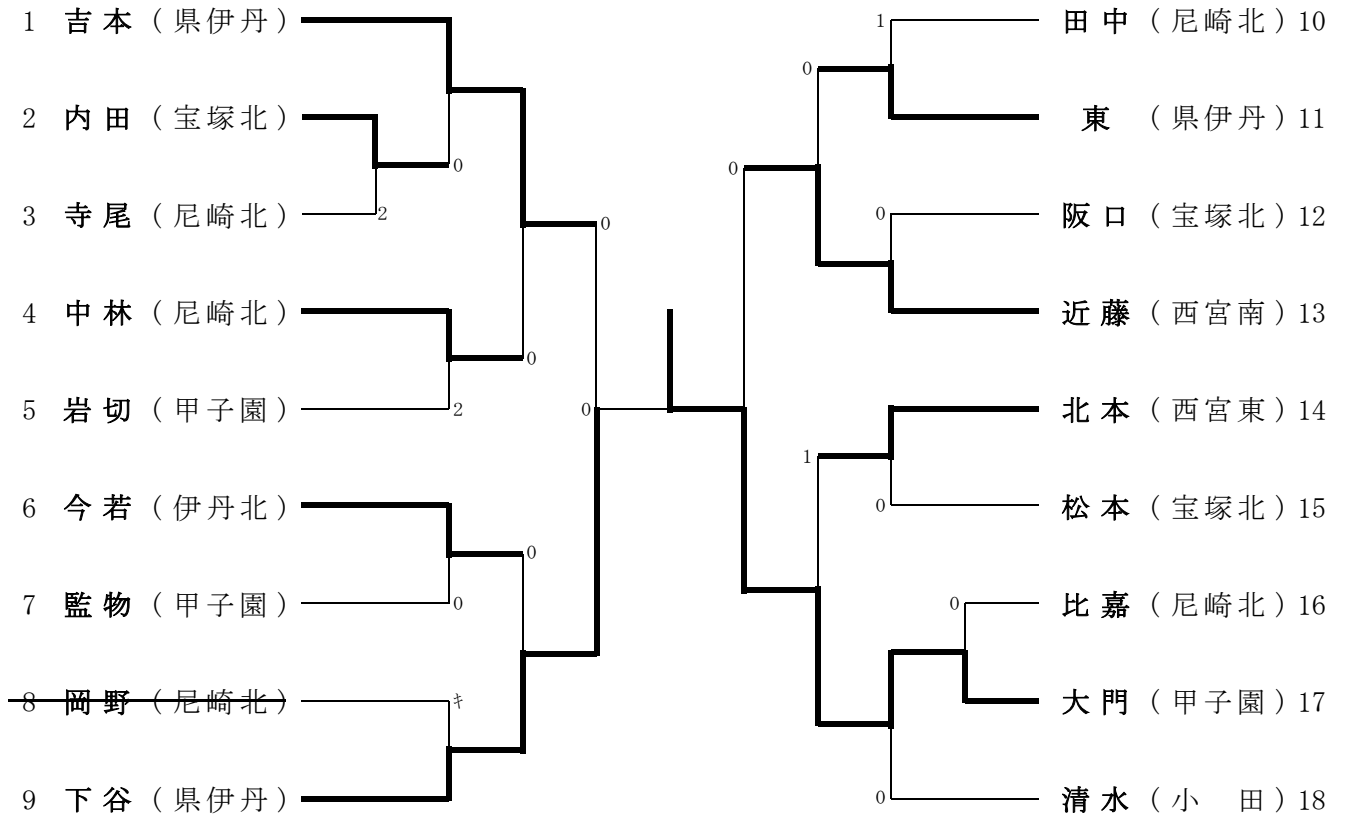 1 吉本 (県伊丹)
2 内田 (宝塚北)
0
3 寺尾 (尼崎北)
2
0
4 中林 (尼崎北)
0
5 岩切 (甲子園)
2
0
6 今若 (伊丹北)
0
7 監物 (甲子園)
0
8 岡野 (尼崎北)
キ
9 下谷 (県伊丹)
1
田中 (尼崎北) 10
0
東 (県伊丹) 11
0
0
阪口 (宝塚北) 12
近藤 (西宮南) 13
北本 (西宮東) 14
1
0
松本 (宝塚北) 15
0
比嘉 (尼崎北) 16
大門 (甲子園) 17
0
清水 (小 田) 18